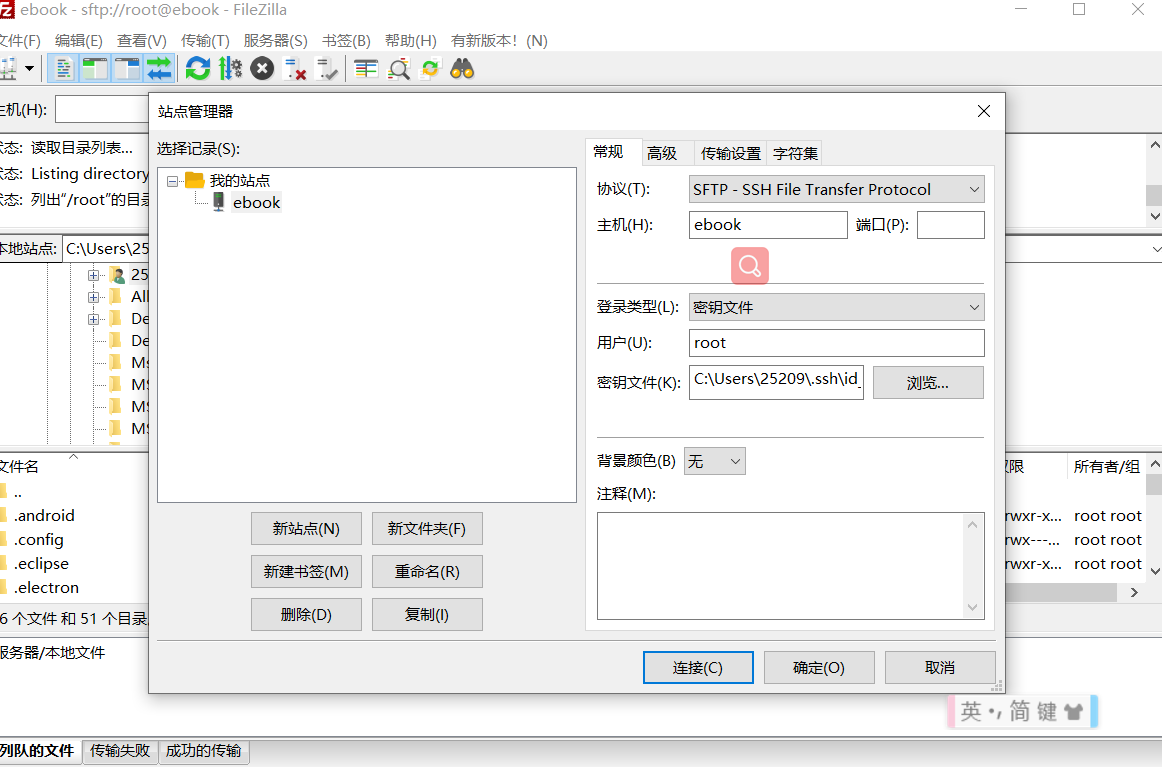 ebook - sftp://root@ebook - FileZilla
文件(F) 编辑(E) 查看(V) 传输(T) 服务器(S) 书签(B) 帮助(H) 有新版本！(N)
主机(H):
状态: 读取目录列表...
状态: Listing directory
状态: 列出“/root”的目录
本地站点: C:\Users\25
25
All
De
De
Ms
MS
MS
MS
文件名
..
.android
.config
.eclipse
.electron
6 个文件 和 51 个目录
服务器/本地文件
列队的文件 传输失败 成功的传输
站点管理器
选择记录(S):
我的站点
ebook
新站点(N) 新文件夹(F)
新建书签(M) 重命名(R)
删除(D) 复制(I)
常规 高级 传输设置 字符集
协议(T): SFTP - SSH File Transfer Protocol
主机(H): ebook 端口(P):
登录类型(L): 密钥文件
用户(U): root
密钥文件(K): C:\Users\25209\.ssh\id_ 浏览...
背景颜色(B) 无
注释(M):
连接(C) 确定(O) 取消
权限 所有者/组
rwxr-x... root root
rwx---... root root
rwxr-x... root root
英 简 键